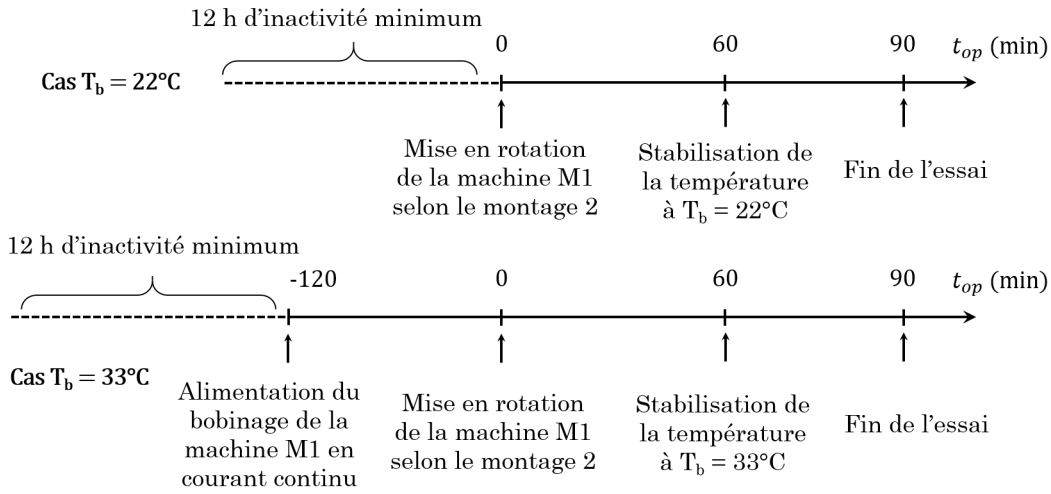 12 h d'inactivité minimum
0 60 90 t_op (min)
Cas T_b = 22°C
Mise en rotation
de la machine M1
selon le montage 2
Stabilisation de
la température
à T_b = 22°C
Fin de l'essai
12 h d'inactivité minimum
-120 0 60 90 t_op (min)
Cas T_b = 33°C
Alimentation du
bobinage de la
machine M1 en
courant continu
Mise en rotation
de la machine M1
selon le montage 2
Stabilisation de
la température
à T_b = 33°C
Fin de l'essai